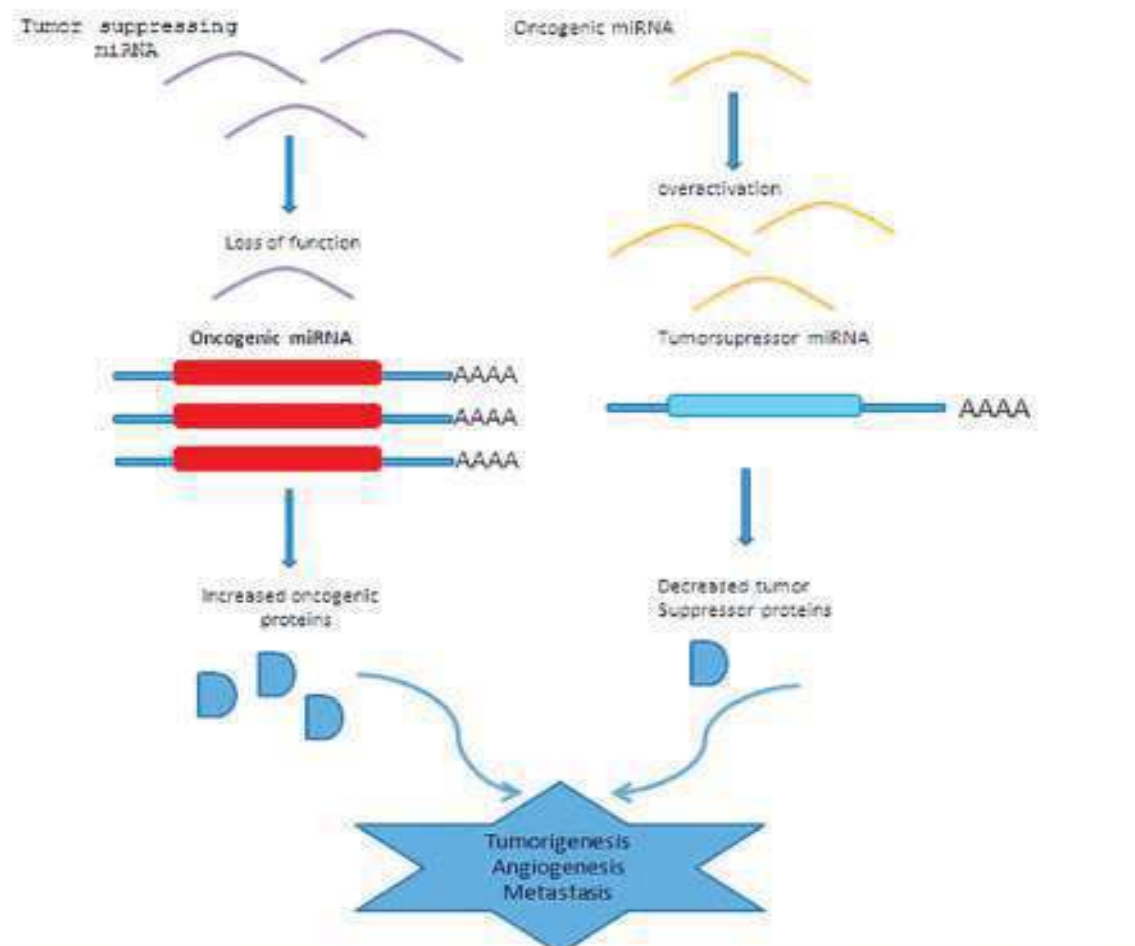 Tumor suppressing
miRNA
Loss of function
Oncogenic miRNA
AAAA
AAAA
AAAA
Increased oncogenic
proteins
Oncogenic miRNA
overactivation
Tumorsupressor miRNA
AAAA
Decreased tumor
Suppressor proteins
Tumorigenesis
Angiogenesis
Metastasis